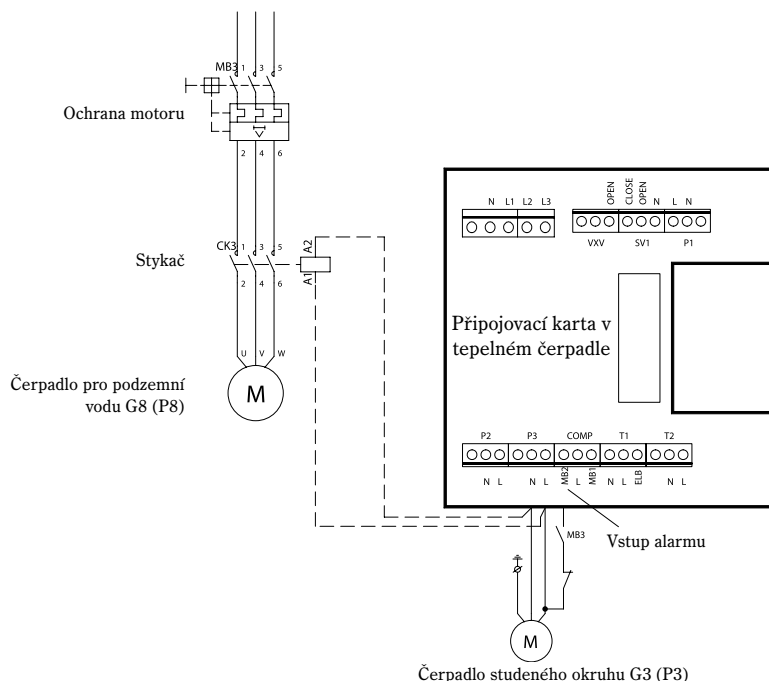 MB3 1 3 5
Ochrana motoru
2 4 6
N L1 L2 L3
OPEN CLOSE OPEN N L N
VXV SV1 P1
CK3 1 3 5
A2
Stykač
A1
2 4 6
Připojovací karta v
tepelném čerpadle
U V W
Čerpadlo pro podzemní
vodu G8 (P8)
M
P2 P3 COMP T1 T2
N L N L MB2 L MB1 N L ELB N L
MB3
Vstup alarmu
M
Čerpadlo studeného okruhu G3 (P3)